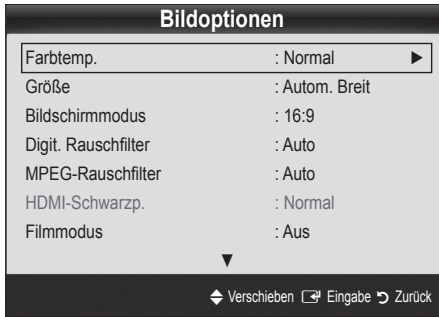 Bildoptionen
Farbtemp. : Normal ▶
Größe : Autom. Breit
Bildschirmmodus : 16:9
Digit. Rauschfilter : Auto
MPEG-Rauschfilter : Auto
HDMI-Schwarzp. : Normal
Filmmodus : Aus
▼
Verschieben Eingabe Zurück